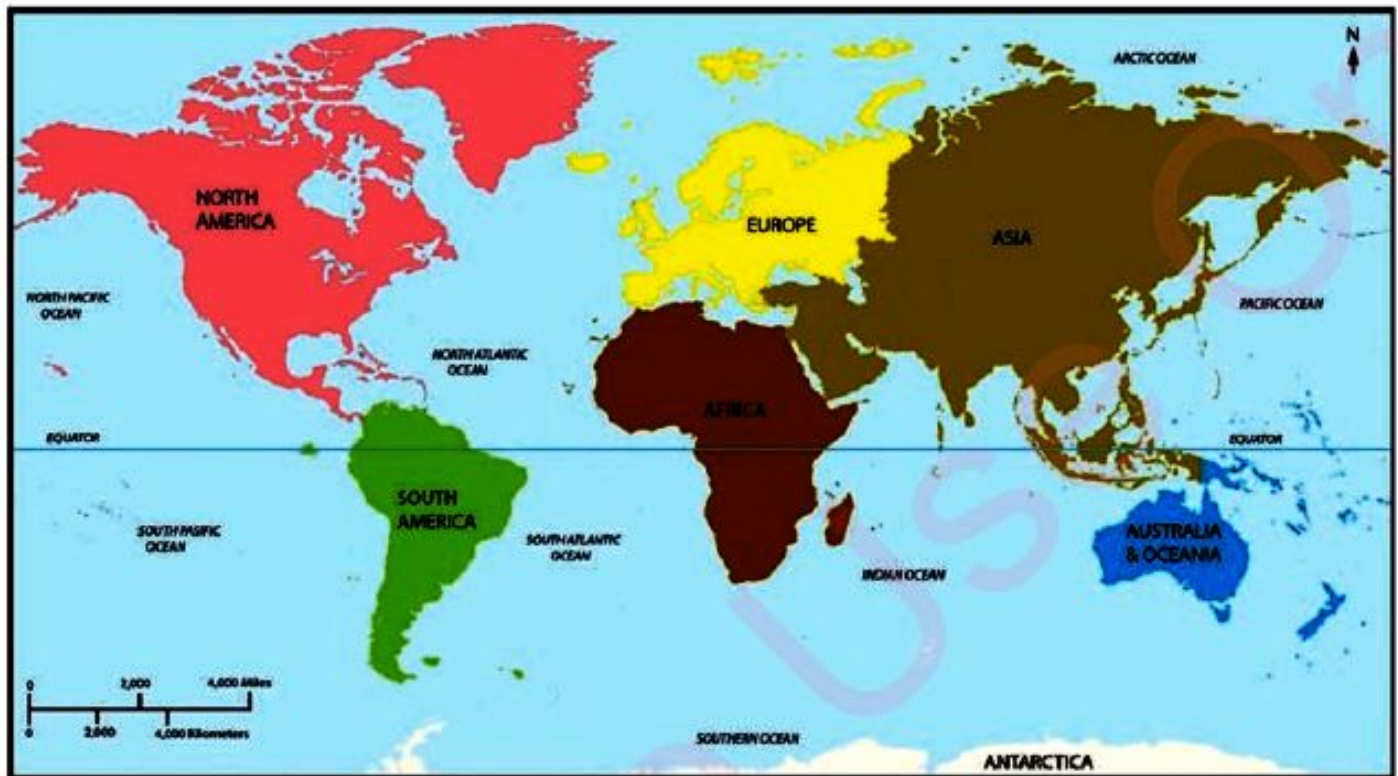 N
ARCTIC OCEAN
NORTH
AMERICA
EUROPE
ASIA
NORTH PACIFIC
OCEAN
PACIFIC OCEAN
NORTH ATLANTIC
OCEAN
AFRICA
EQUATOR
EQUATOR
SOUTH
AMERICA
SOUTH PASIFIC
OCEAN
SOUTH ATLANTIC
OCEAN
INDIAN OCEAN
AUSTRALIA
& OCEANIA
0 2,000 4,000 Miles
0 2,000 4,000 Kilometers
SOUTHERN OCEAN
ANTARCTICA